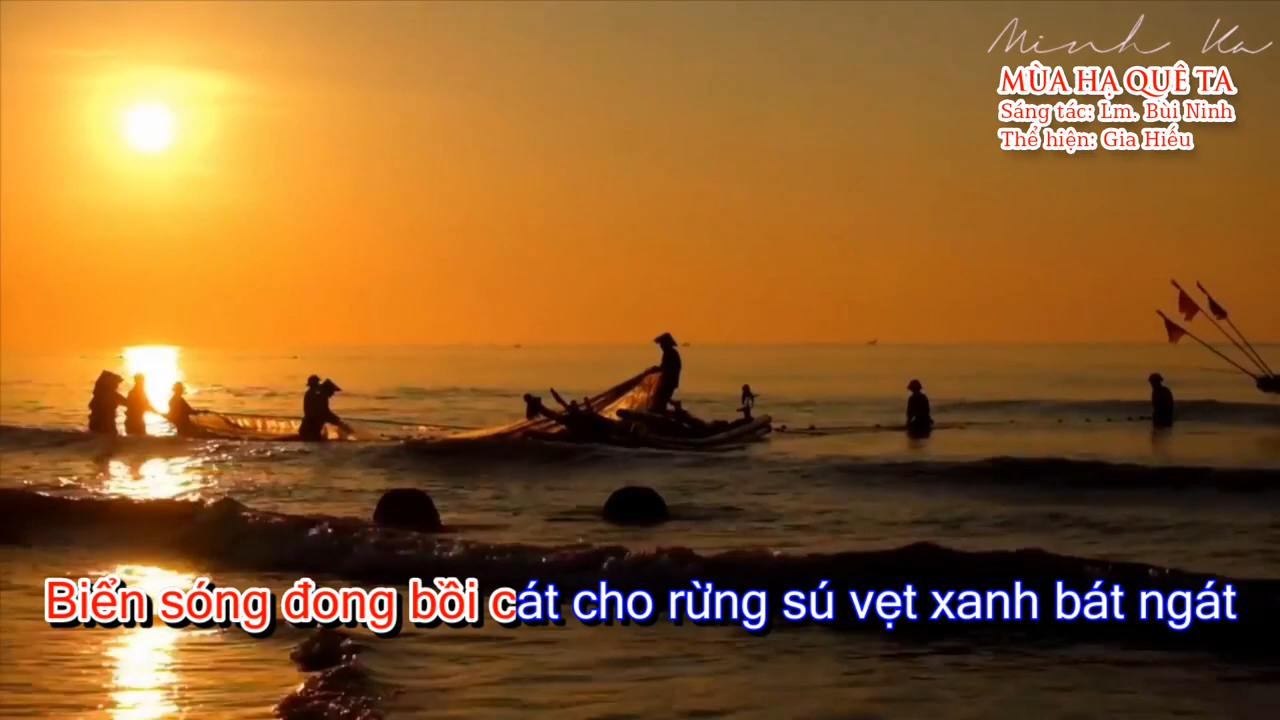 Minh Ka
MÙA HẠ QUÊ TA
Sáng tác: Lm. Bùi Ninh
Thể hiện: Gia Hiếu
Biển sóng đong bồi cát cho rừng sú vẹt xanh bát ngát